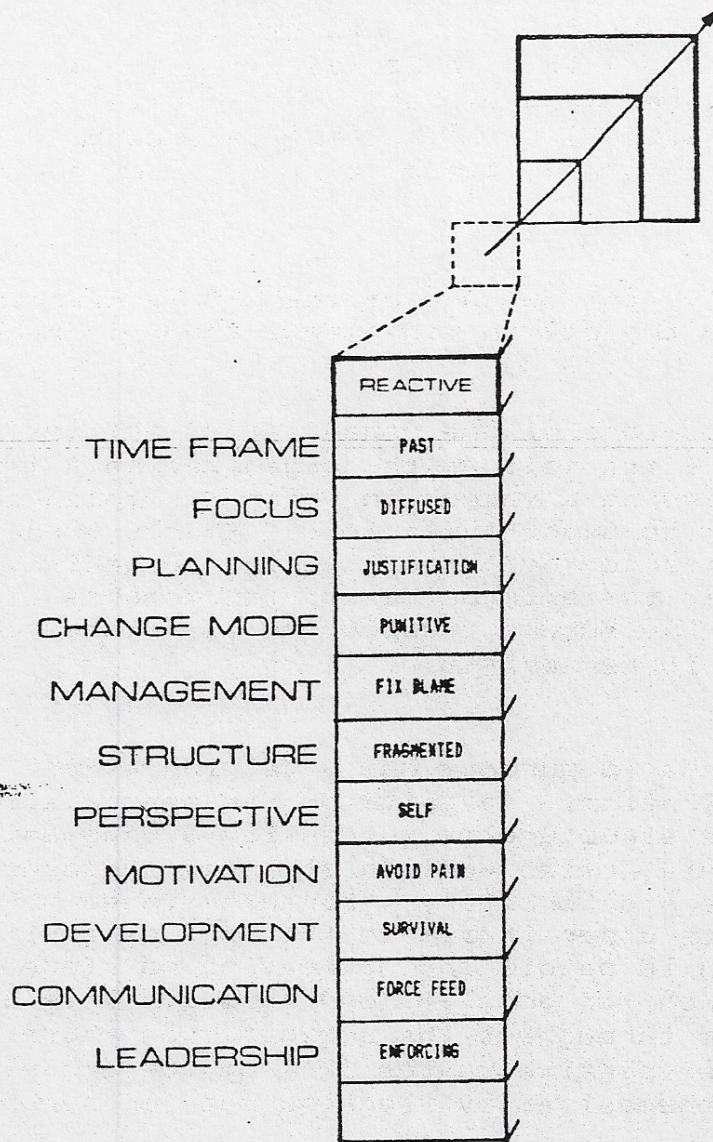 REACTIVE
TIME FRAME PAST
FOCUS DIFFUSED
PLANNING JUSTIFICATION
CHANGE MODE PUNITIVE
MANAGEMENT FIX BLAME
STRUCTURE FRAGMENTED
PERSPECTIVE SELF
MOTIVATION AVOID PAIN
DEVELOPMENT SURVIVAL
COMMUNICATION FORCE FEED
LEADERSHIP ENFORCING